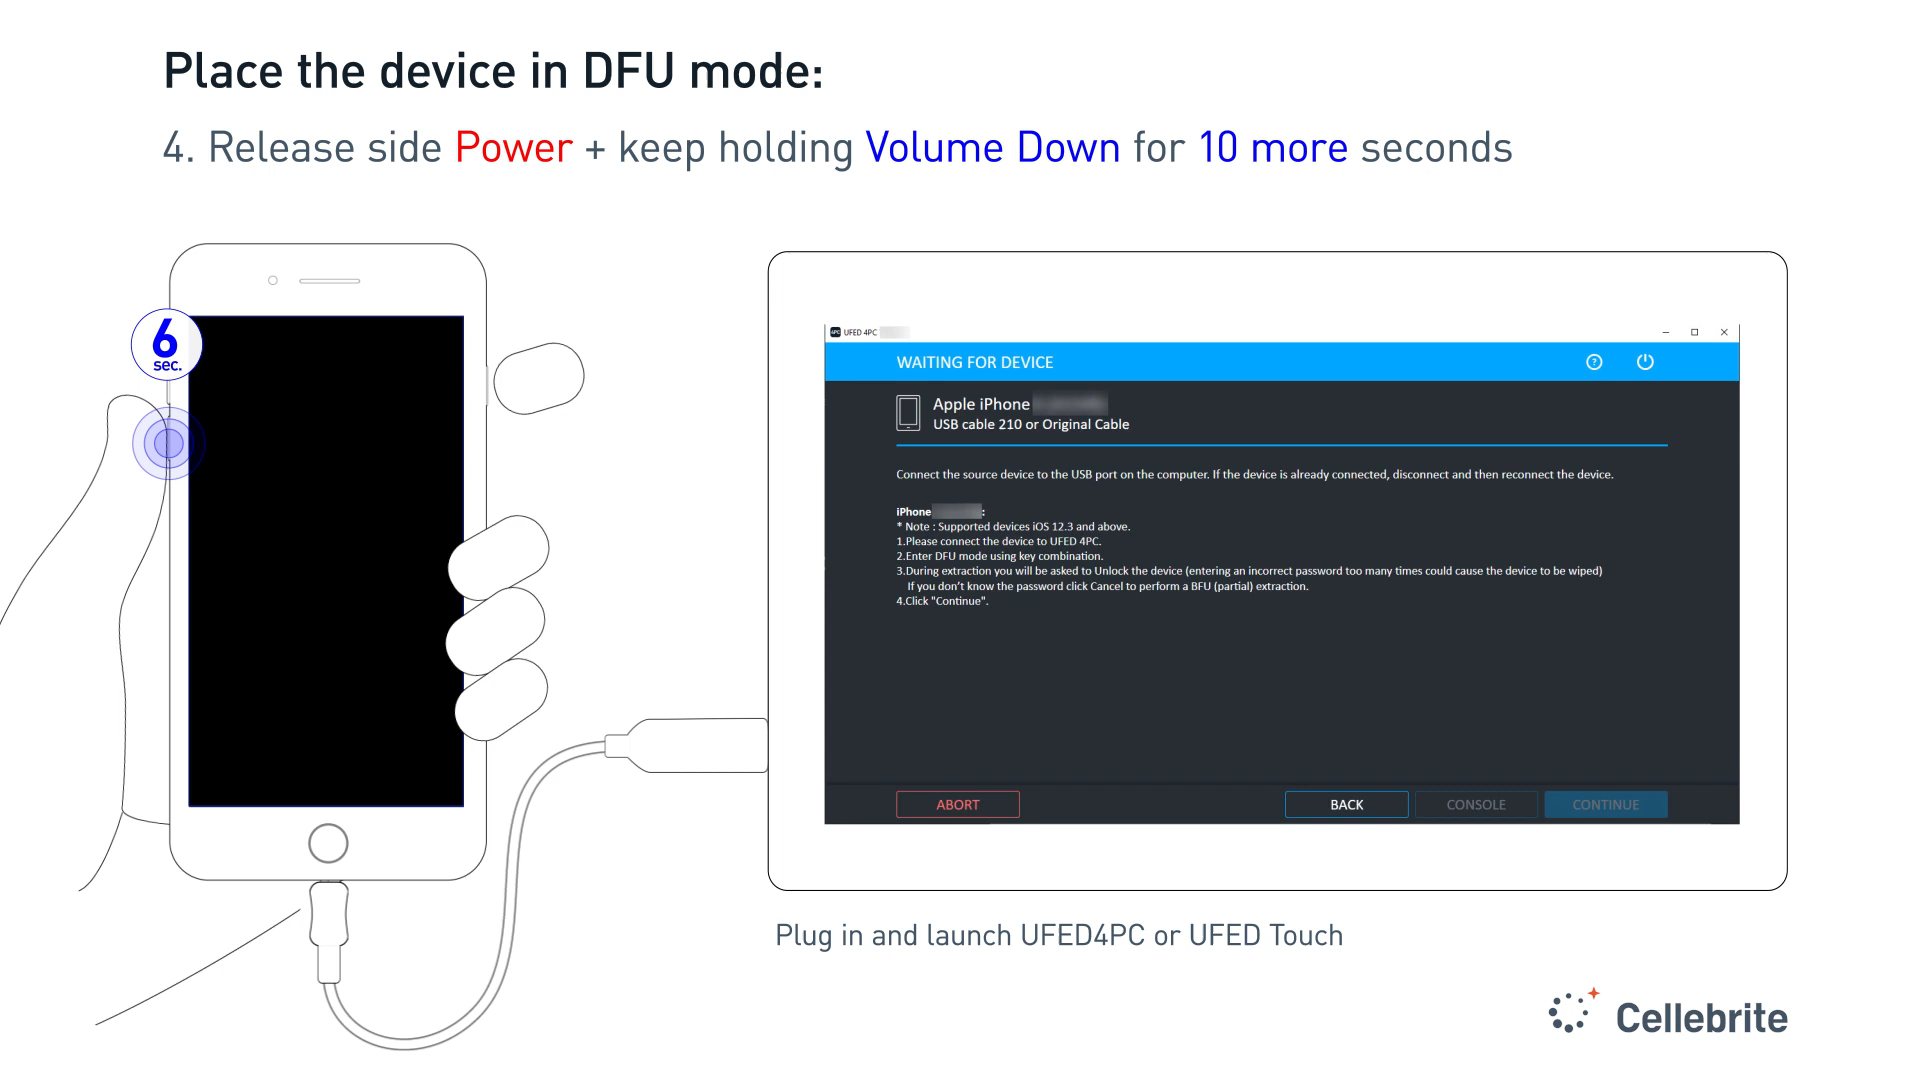 Place the device in DFU mode:
4. Release side Power + keep holding Volume Down for 10 more seconds
6
sec.
4PC UFED 4PC
WAITING FOR DEVICE
?
Apple iPhone
USB cable 210 or Original Cable
Connect the source device to the USB port on the computer. If the device is already connected, disconnect and then reconnect the device.
iPhone :
* Note : Supported devices iOS 12.3 and above.
1.Please connect the device to UFED 4PC.
2.Enter DFU mode using key combination.
3.During extraction you will be asked to Unlock the device (entering an incorrect password too many times could cause the device to be wiped)
If you don't know the password click Cancel to perform a BFU (partial) extraction.
4.Click "Continue".
ABORT
BACK
CONSOLE
CONTINUE
Plug in and launch UFED4PC or UFED Touch
Cellebrite